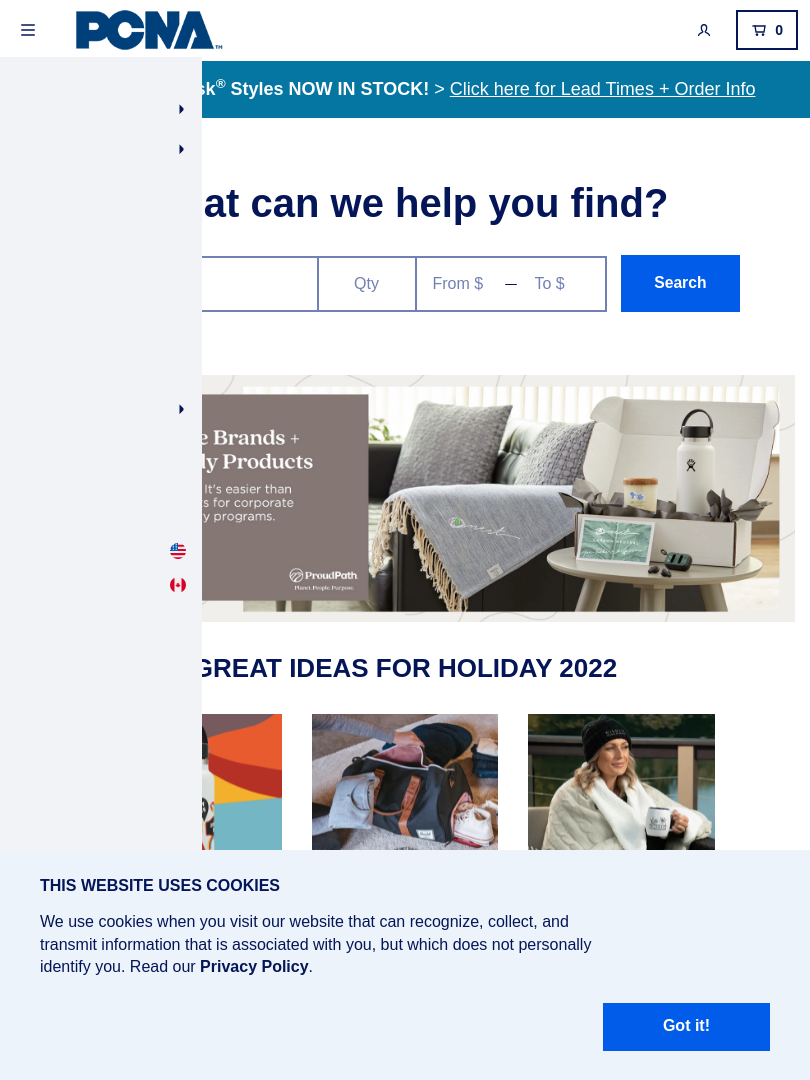 PCNA™
0
sk® Styles NOW IN STOCK! > Click here for Lead Times + Order Info
at can we help you find?
Qty
From $ — To $
Search
e Brands +
ly Products
It's easier than
ts for corporate
y programs.
ProudPath
Planet. People. Purpose.
GREAT IDEAS FOR HOLIDAY 2022
THIS WEBSITE USES COOKIES
We use cookies when you visit our website that can recognize, collect, and
transmit information that is associated with you, but which does not personally
identify you. Read our Privacy Policy.
Got it!